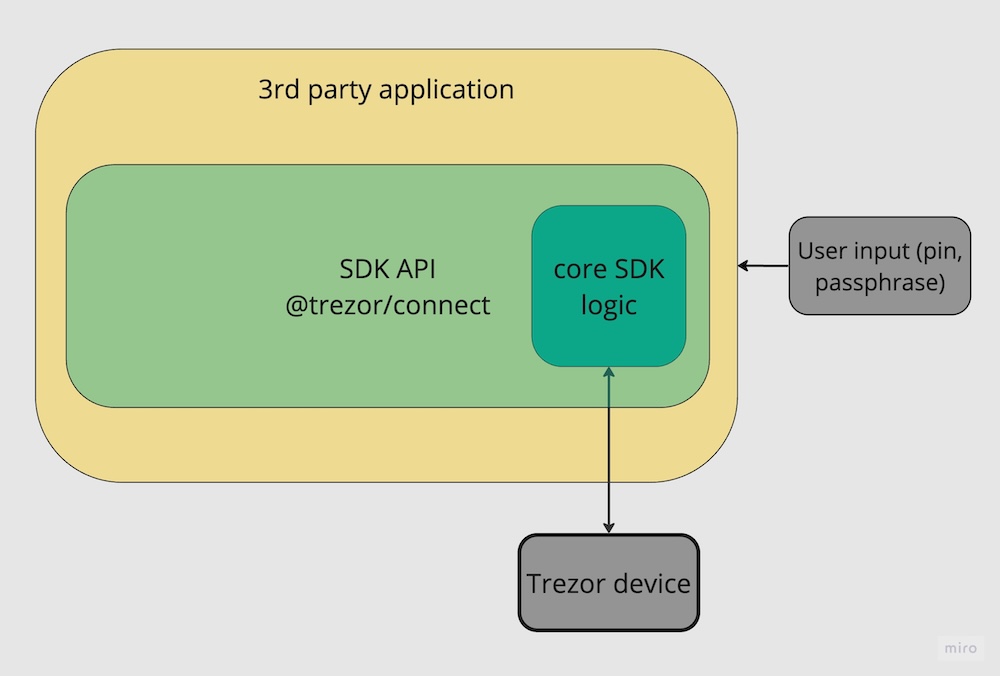 3rd party application
SDK API
@trezor/connect
core SDK
logic
User input (pin,
passphrase)
Trezor device
miro